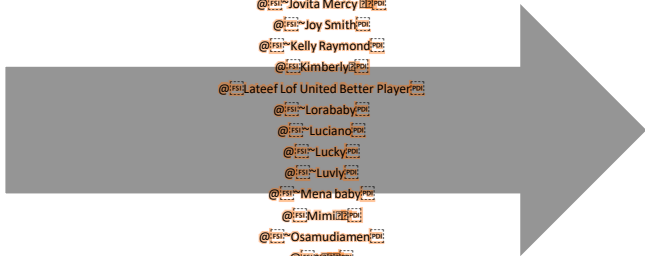 @~Jovita Mercy
@~Joy Smith
@~Kelly Raymond
@Kimberly
@Lateef Lof United Better Player
@~Lorababy
@~Luciano
@~Lucky
@~Luvly
@~Mena baby
@Mimi
@~Osamudiamen